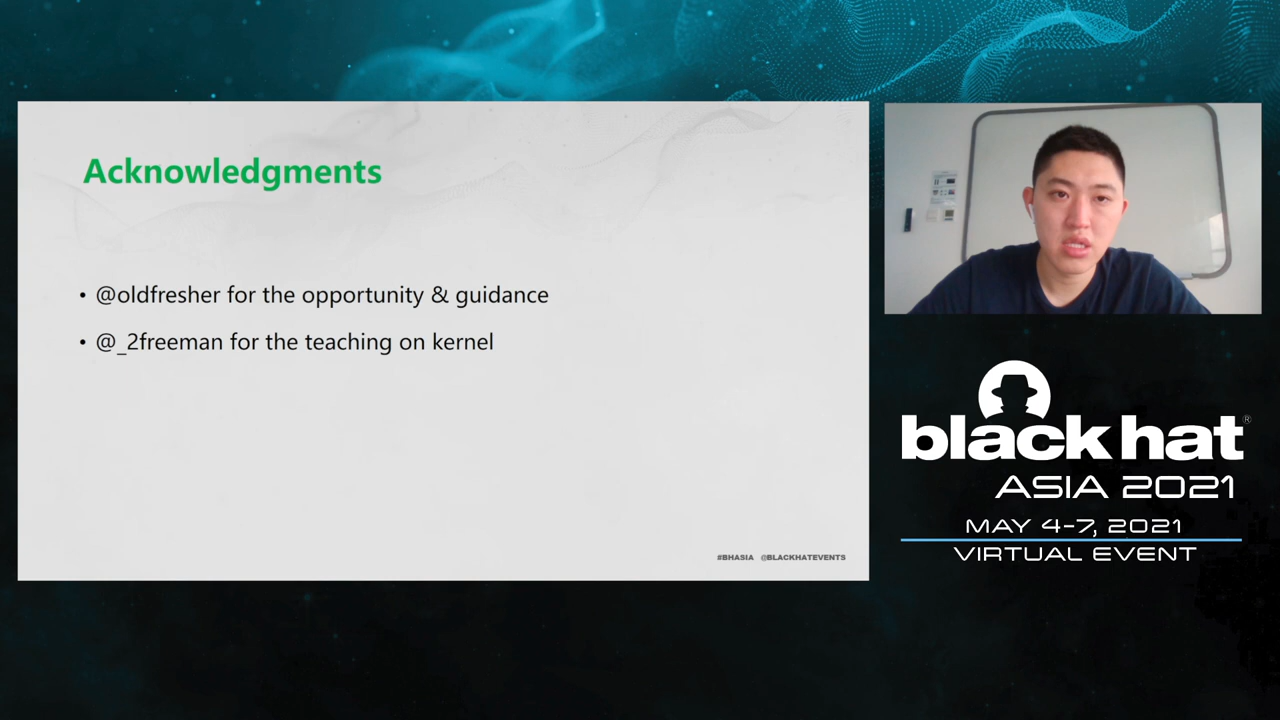 Acknowledgments
• @oldfresher for the opportunity & guidance
• @_2freeman for the teaching on kernel
#BHASIA @BLACKHATEVENTS
black hat®
ASIA 2021
MAY 4-7, 2021
VIRTUAL EVENT